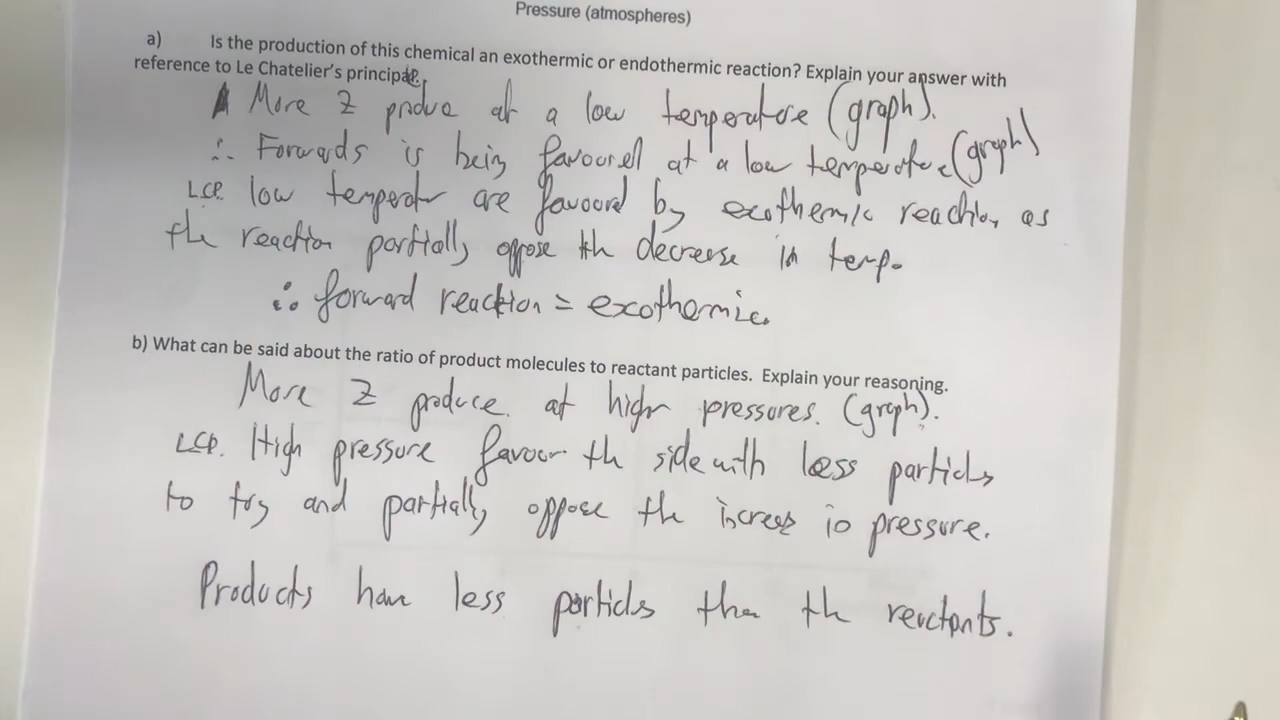 Pressure (atmospheres)
a) Is the production of this chemical an exothermic or endothermic reaction? Explain your answer with
reference to Le Chatelier's principle.
More Z produce at a low temperature (graph).
∴ Forwards is being favoured at a low temperature (graph)
LCP. low temperatur are favoured by exothermic reaction, as
the reaction partially oppose th decrease in temp.
∴ forward reaction = exothermic.
b) What can be said about the ratio of product molecules to reactant particles. Explain your reasoning.
More Z produce. at high pressures. (graph).
LCP. High pressure favour th side with less particles
to try and partially oppose the increase in pressure.
Products have less particles than th reactants.